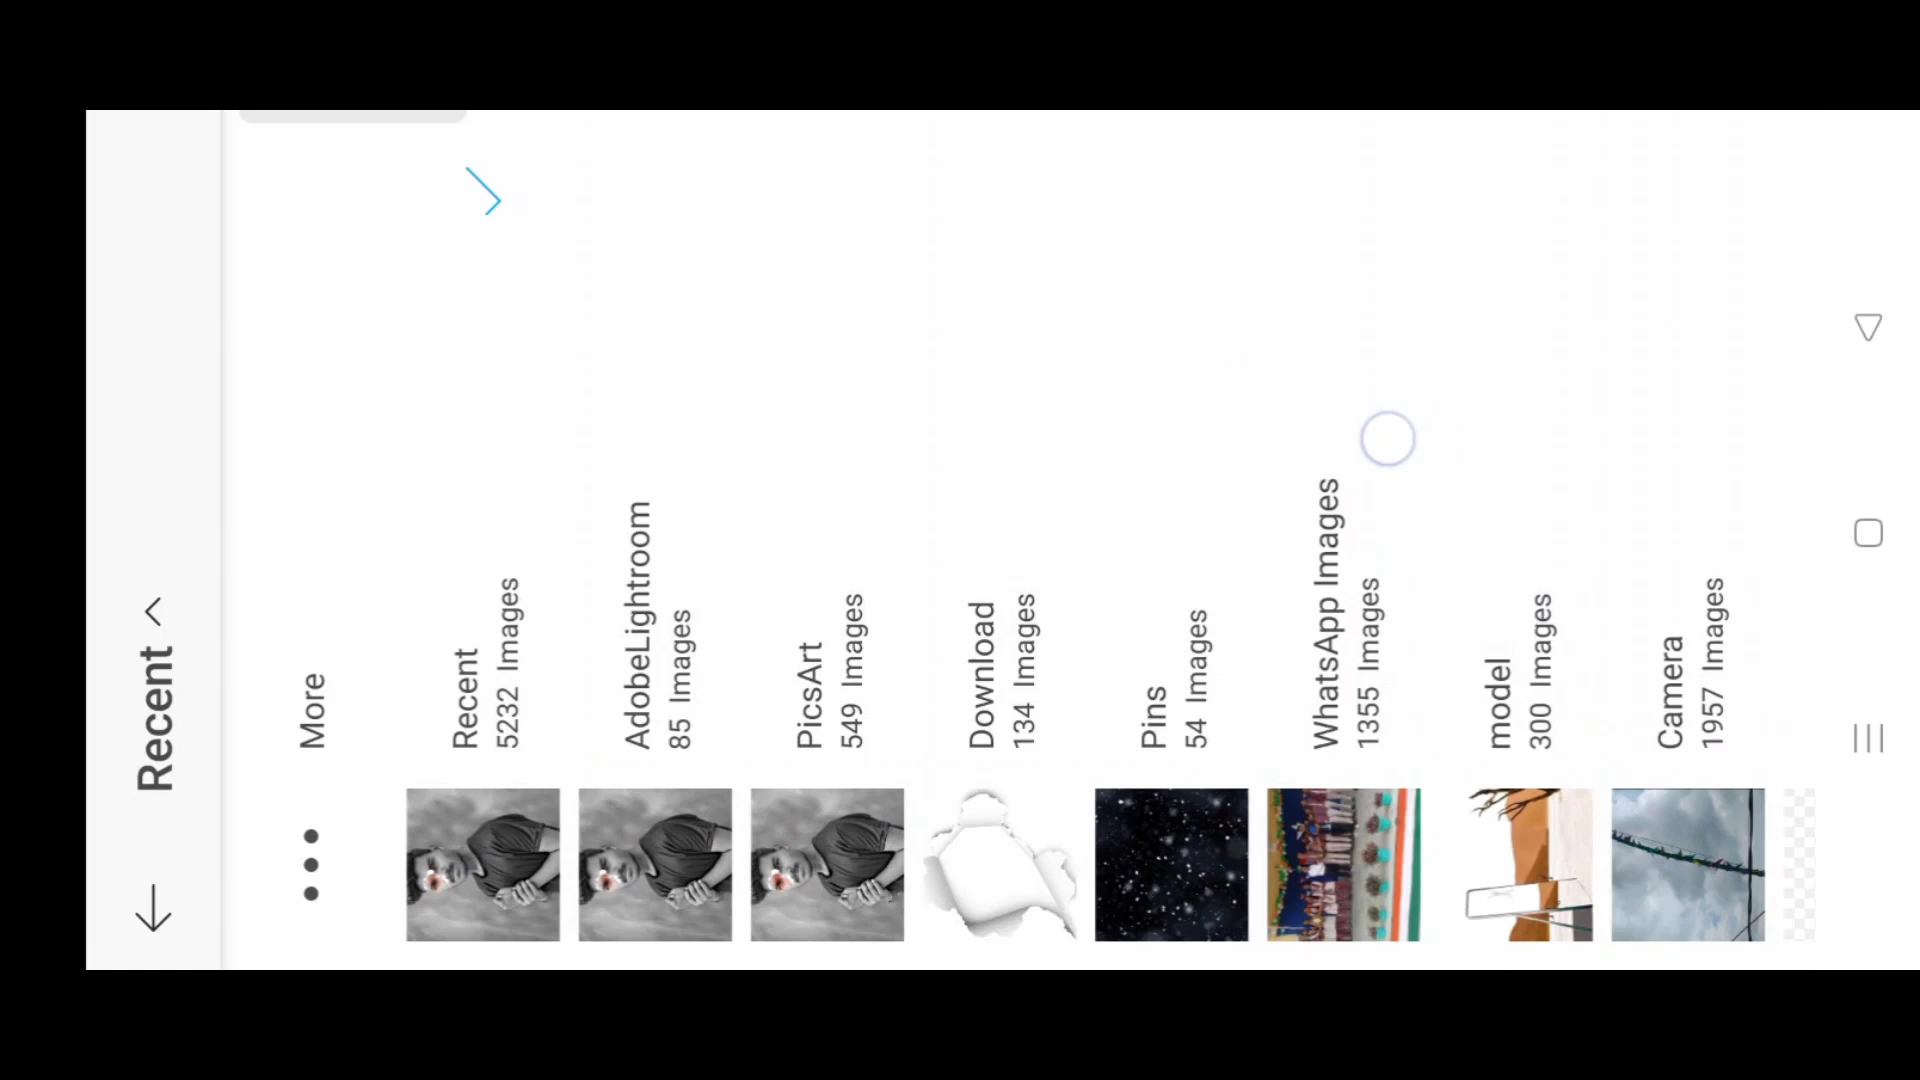 Recent
More
Recent
5232 Images
AdobeLightroom
85 Images
PicsArt
549 Images
Download
134 Images
Pins
54 Images
WhatsApp Images
1355 Images
model
300 Images
Camera
1957 Images